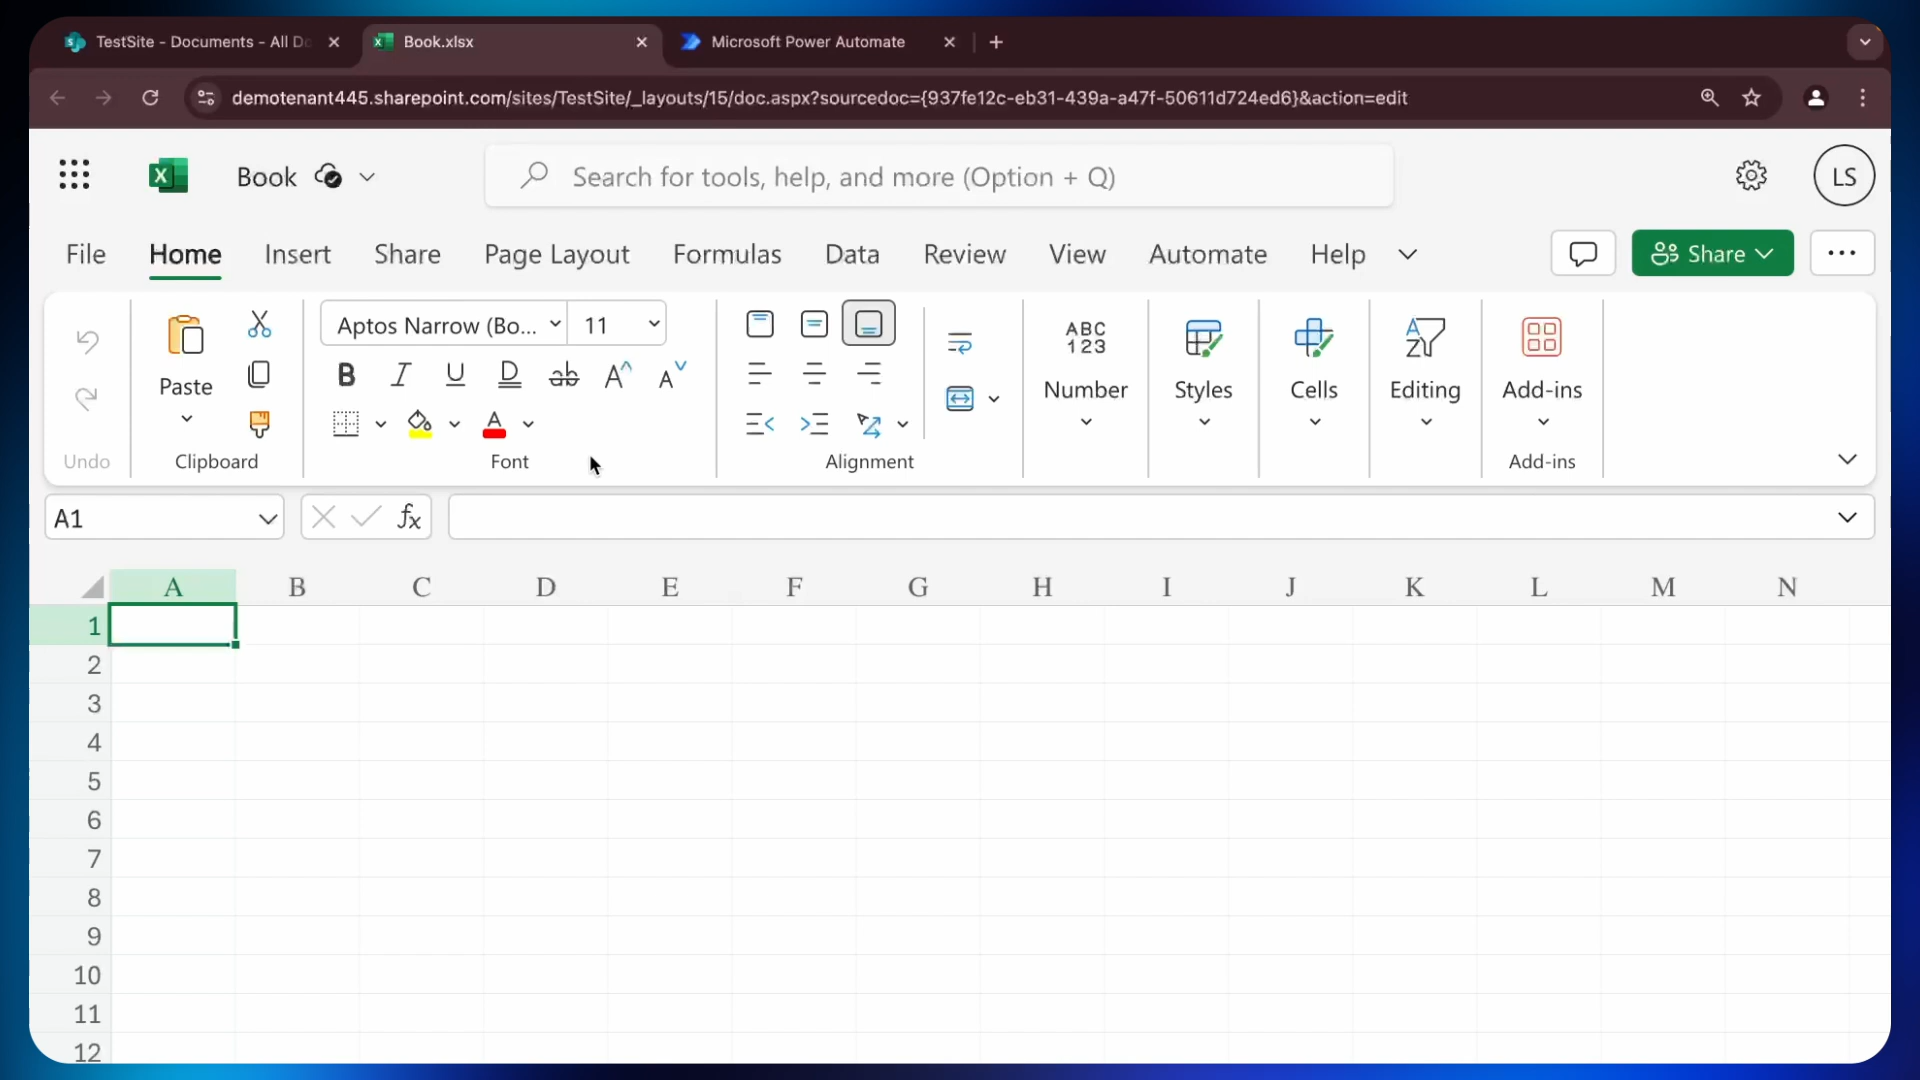 TestSite - Documents - All Do
Book.xlsx
Microsoft Power Automate
demotenant445.sharepoint.com/sites/TestSite/_layouts/15/doc.aspx?sourcedoc={937fe12c-eb31-439a-a47f-50611d724ed6}&action=edit
Book
Search for tools, help, and more (Option + Q)
LS
File Home Insert Share Page Layout Formulas Data Review View Automate Help
Share
Paste
Aptos Narrow (Bo... 11
B I U D ab A A
A
ABC
123
Number Styles Cells Editing Add-ins
Undo Clipboard Font Alignment Add-ins
A1
fx
A B C D E F G H I J K L M N
1
2
3
4
5
6
7
8
9
10
11
12